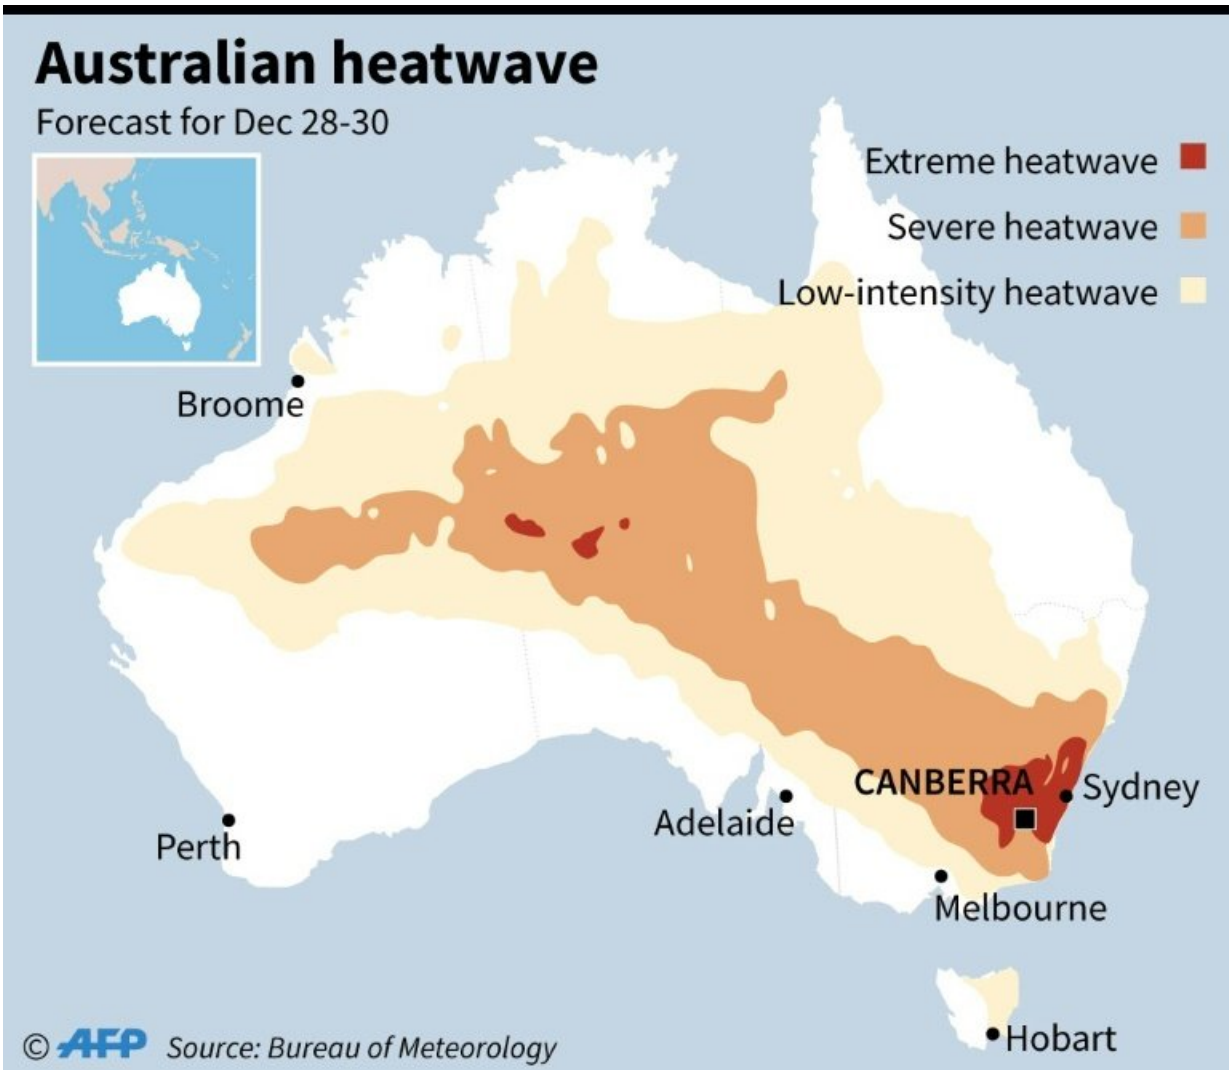 Australian heatwave
Forecast for Dec 28-30
Extreme heatwave
Severe heatwave
Low-intensity heatwave
Broome
CANBERRA
Sydney
Adelaide
Perth
Melbourne
Hobart
© AFP Source: Bureau of Meteorology